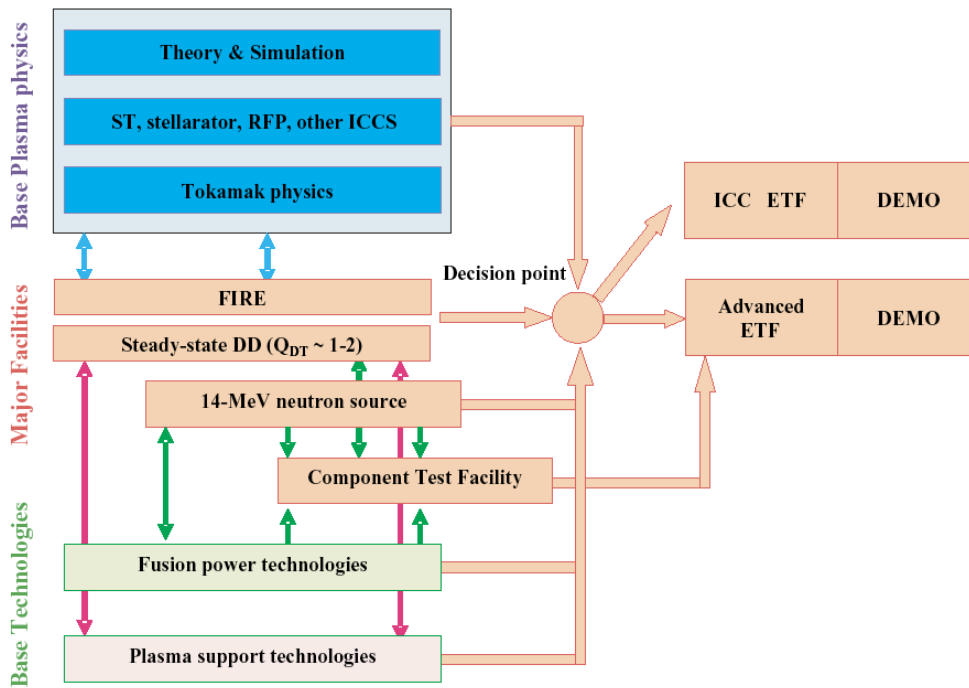 Base Plasma physics
Theory & Simulation
ST, stellarator, RFP, other ICCS
Tokamak physics
ICC ETF
DEMO
Decision point
Major Facilities
FIRE
Advanced
ETF
DEMO
Steady-state DD (QDT ~ 1-2)
14-MeV neutron source
Component Test Facility
Base Technologies
Fusion power technologies
Plasma support technologies